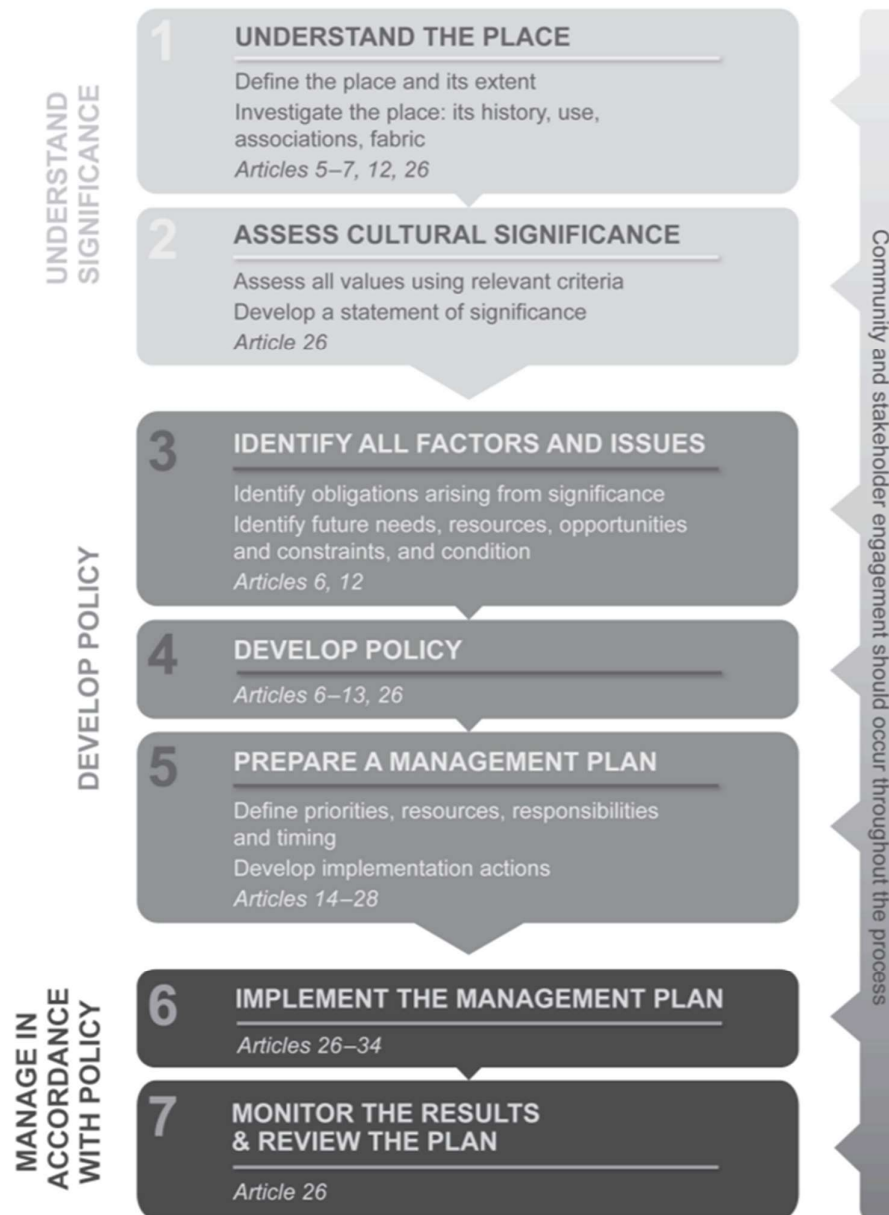 UNDERSTAND
SIGNIFICANCE
1
UNDERSTAND THE PLACE
Define the place and its extent
Investigate the place: its history, use,
associations, fabric
Articles 5–7, 12, 26
2
ASSESS CULTURAL SIGNIFICANCE
Assess all values using relevant criteria
Develop a statement of significance
Article 26
DEVELOP POLICY
3
IDENTIFY ALL FACTORS AND ISSUES
Identify obligations arising from significance
Identify future needs, resources, opportunities
and constraints, and condition
Articles 6, 12
4
DEVELOP POLICY
Articles 6–13, 26
5
PREPARE A MANAGEMENT PLAN
Define priorities, resources, responsibilities
and timing
Develop implementation actions
Articles 14–28
MANAGE IN
ACCORDANCE
WITH POLICY
6
IMPLEMENT THE MANAGEMENT PLAN
Articles 26–34
7
MONITOR THE RESULTS
& REVIEW THE PLAN
Article 26
Community and stakeholder engagement should occur throughout the process